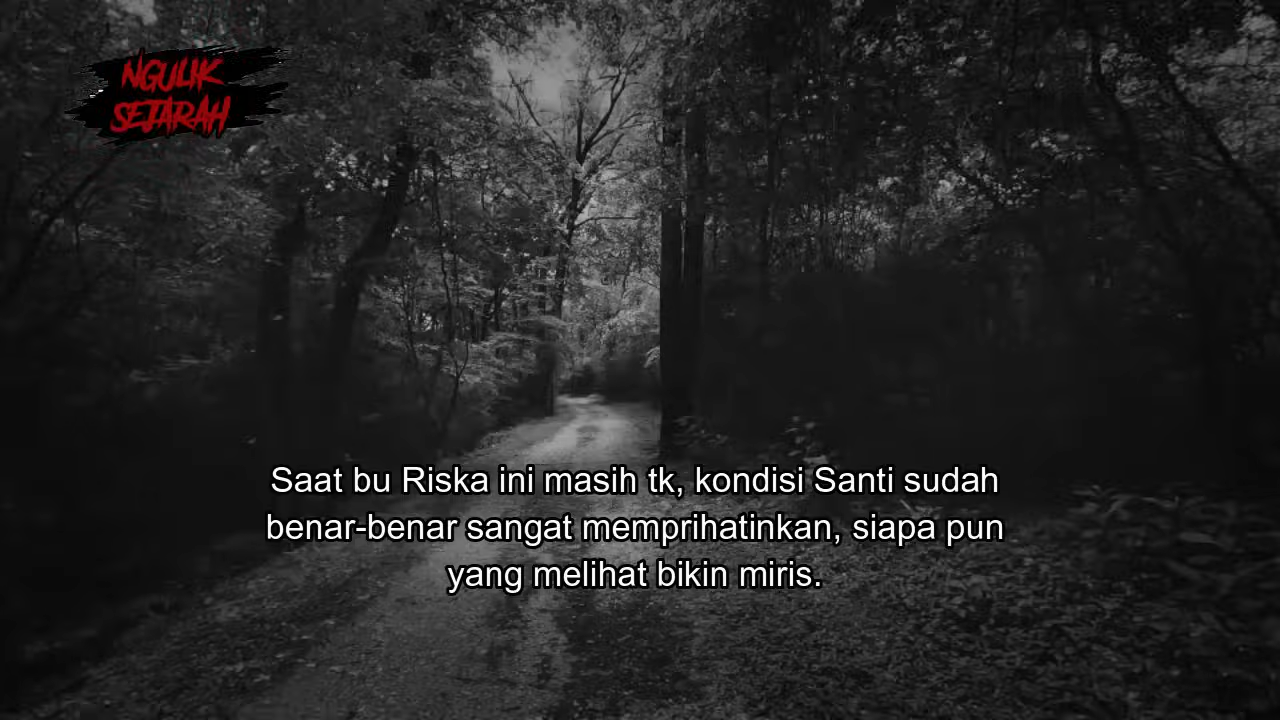 NGULIK
SEJARAH
Saat bu Riska ini masih tk, kondisi Santi sudah
benar-benar sangat memprihatinkan, siapa pun
yang melihat bikin miris.